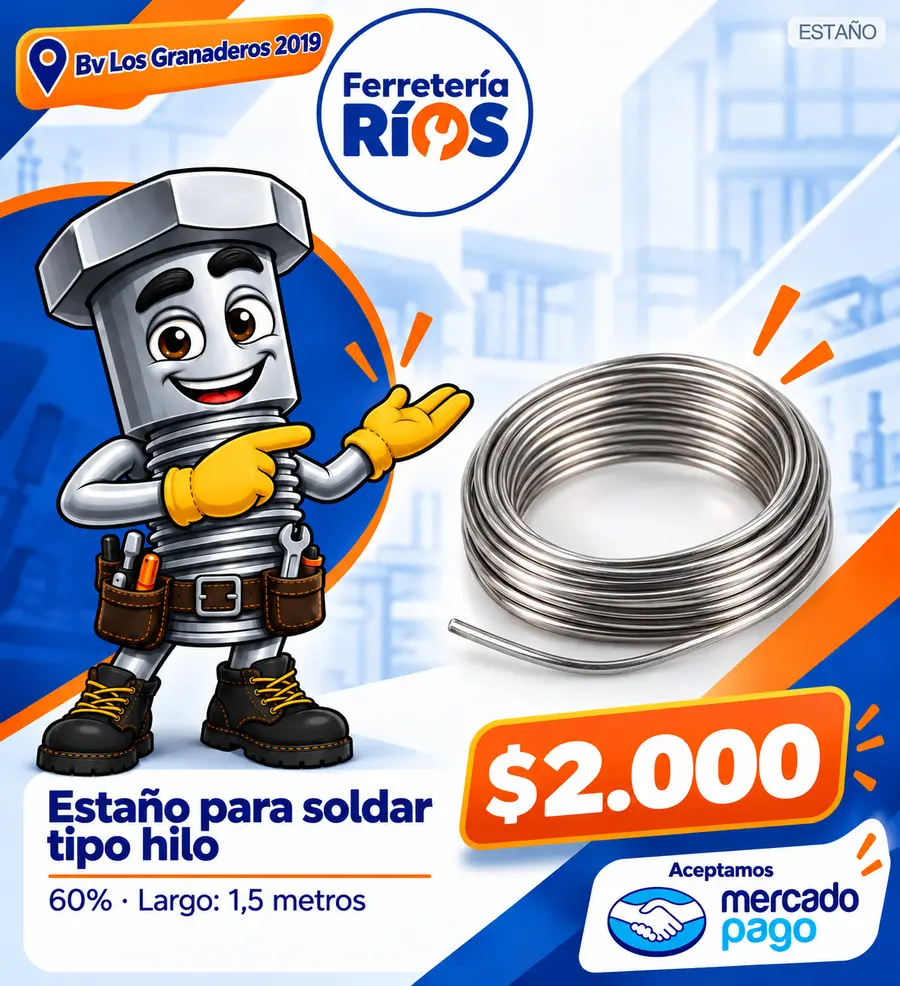 Bv Los Granaderos 2019
Ferretería
RÍOS
ESTAÑO
$2.000
Estaño para soldar
tipo hilo
60% · Largo: 1,5 metros
Aceptamos
mercado
pago